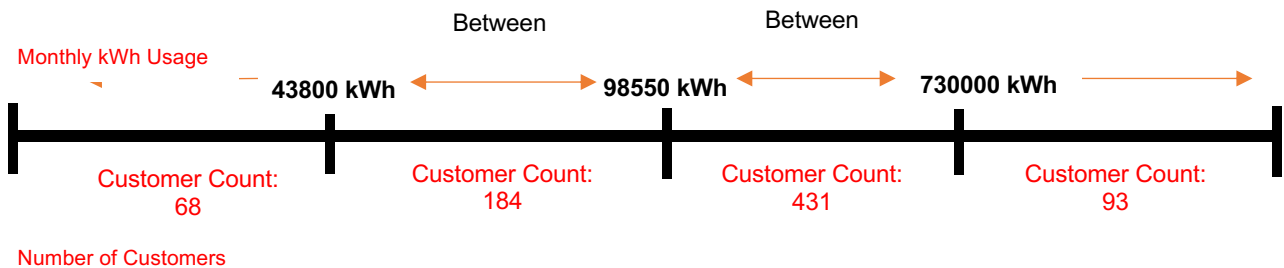 Between
Between
Monthly kWh Usage
43800 kWh
98550 kWh
730000 kWh
Customer Count:
68
Customer Count:
184
Customer Count:
431
Customer Count:
93
Number of Customers